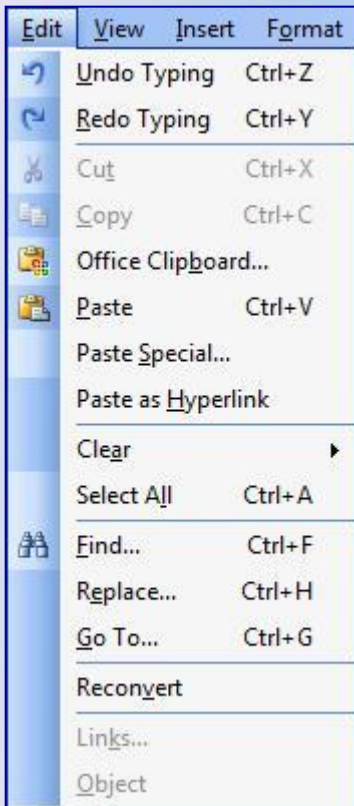 Edit View Insert Format
Undo Typing Ctrl+Z
Redo Typing Ctrl+Y
Cut Ctrl+X
Copy Ctrl+C
Office Clipboard...
Paste Ctrl+V
Paste Special...
Paste as Hyperlink
Clear
Select All Ctrl+A
Find... Ctrl+F
Replace... Ctrl+H
Go To... Ctrl+G
Reconvert
Links...
Object